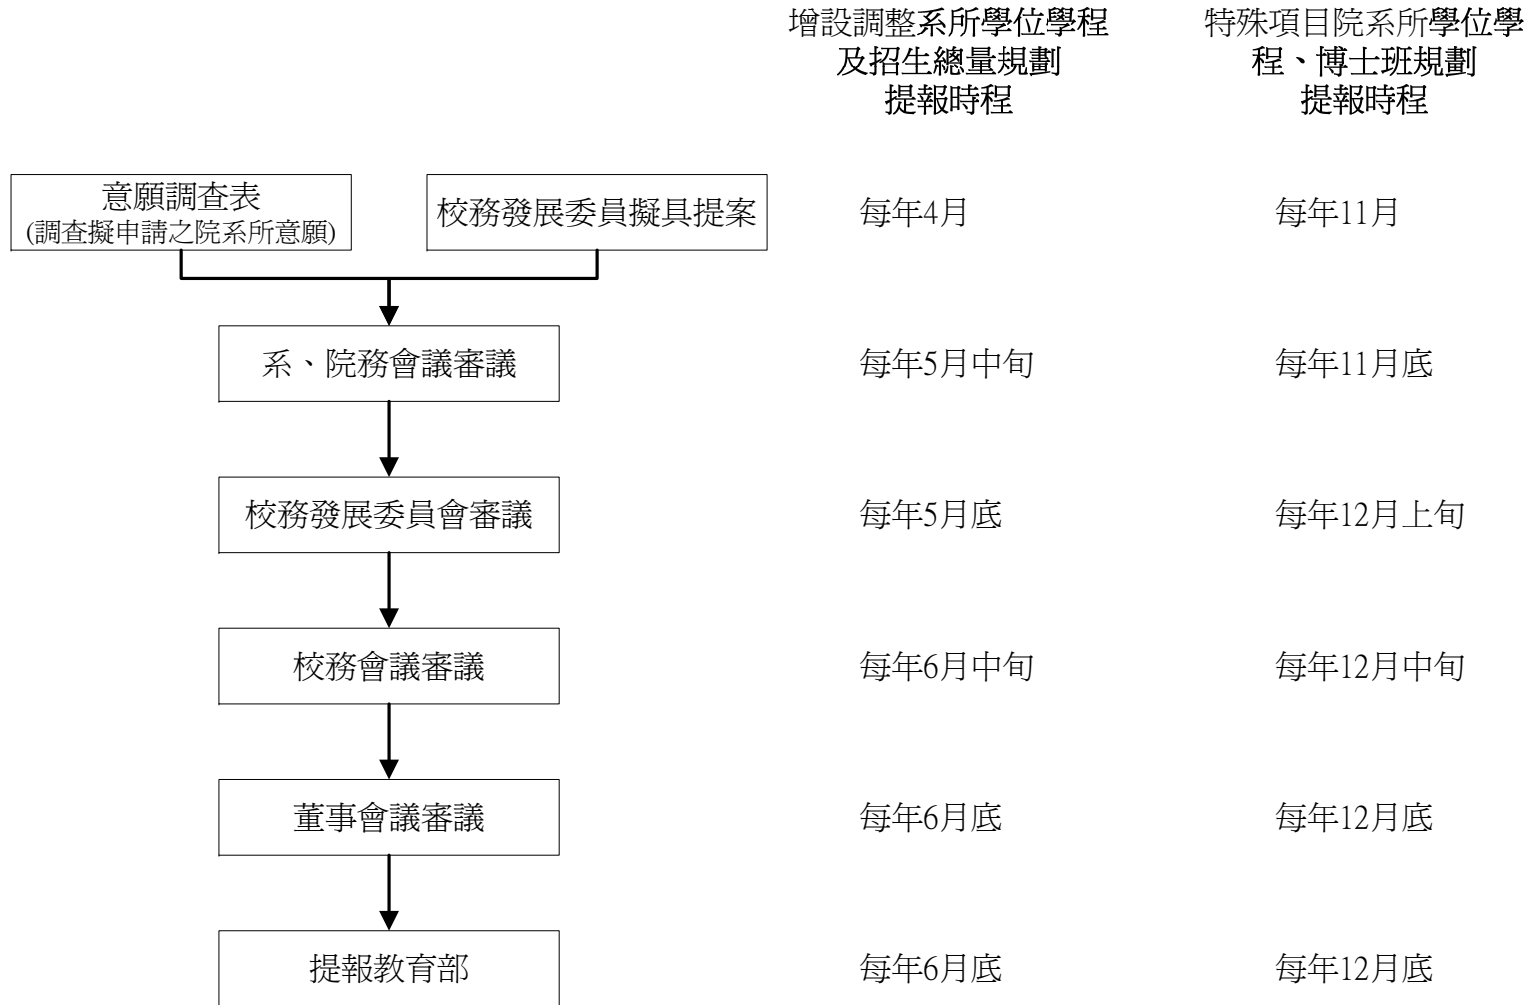 增設調整系所學位學程
及招生總量規劃
提報時程
特殊項目院系所學位學
程、博士班規劃
提報時程
意願調查表
(調查擬申請之院系所意願)
校務發展委員擬具提案
每年4月
每年11月
系、院務會議審議
每年5月中旬
每年11月底
校務發展委員會審議
每年5月底
每年12月上旬
校務會議審議
每年6月中旬
每年12月中旬
董事會議審議
每年6月底
每年12月底
提報教育部
每年6月底
每年12月底